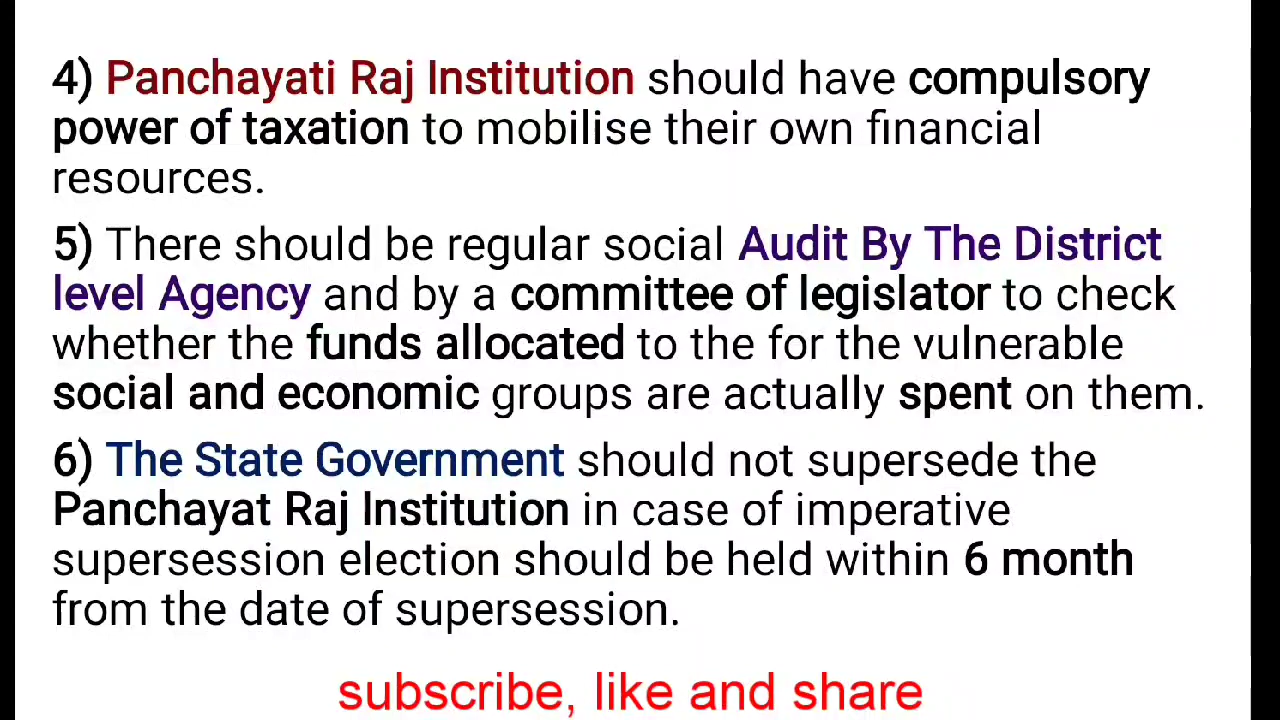 4) Panchayati Raj Institution should have compulsory
power of taxation to mobilise their own financial
resources.
5) There should be regular social Audit By The District
level Agency and by a committee of legislator to check
whether the funds allocated to the for the vulnerable
social and economic groups are actually spent on them.
6) The State Government should not supersede the
Panchayat Raj Institution in case of imperative
supersession election should be held within 6 month
from the date of supersession.
subscribe, like and share